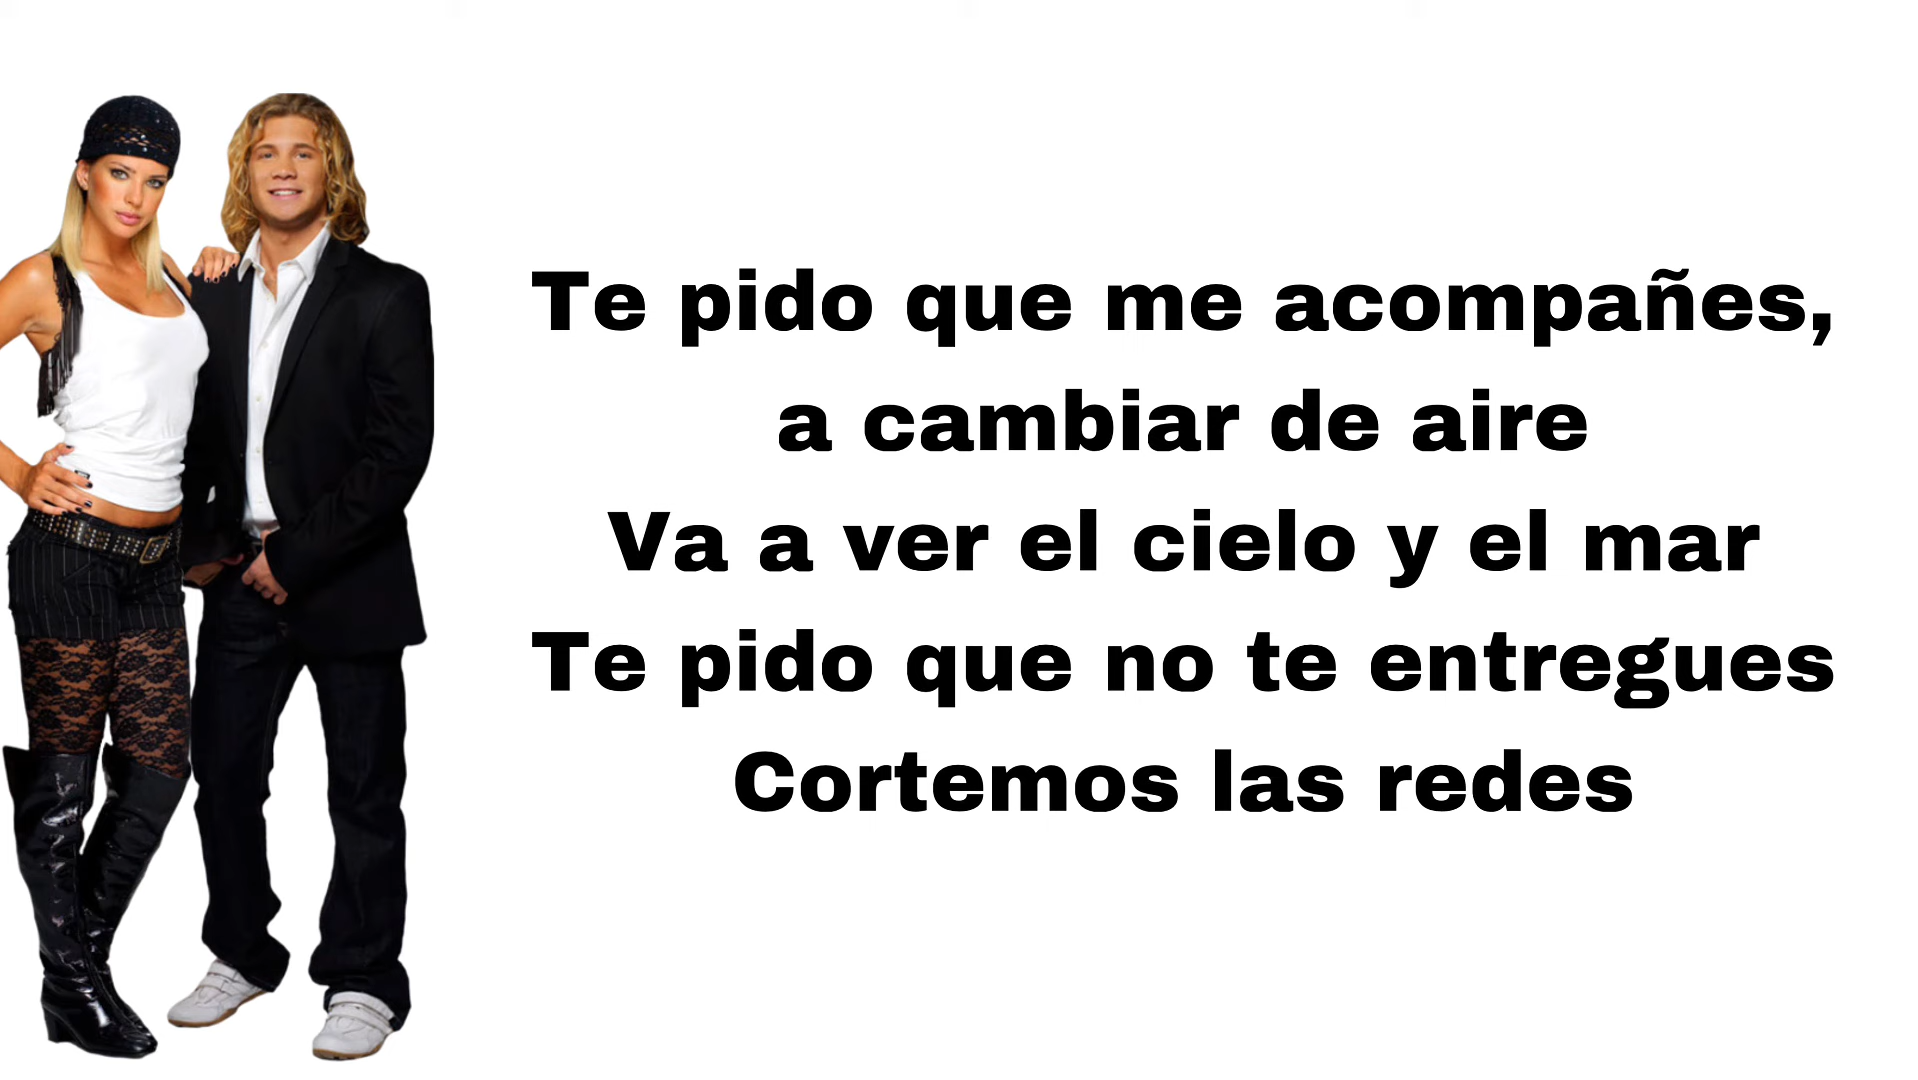 Te pido que me acompañes,
a cambiar de aire
Va a ver el cielo y el mar
Te pido que no te entregues
Cortemos las redes